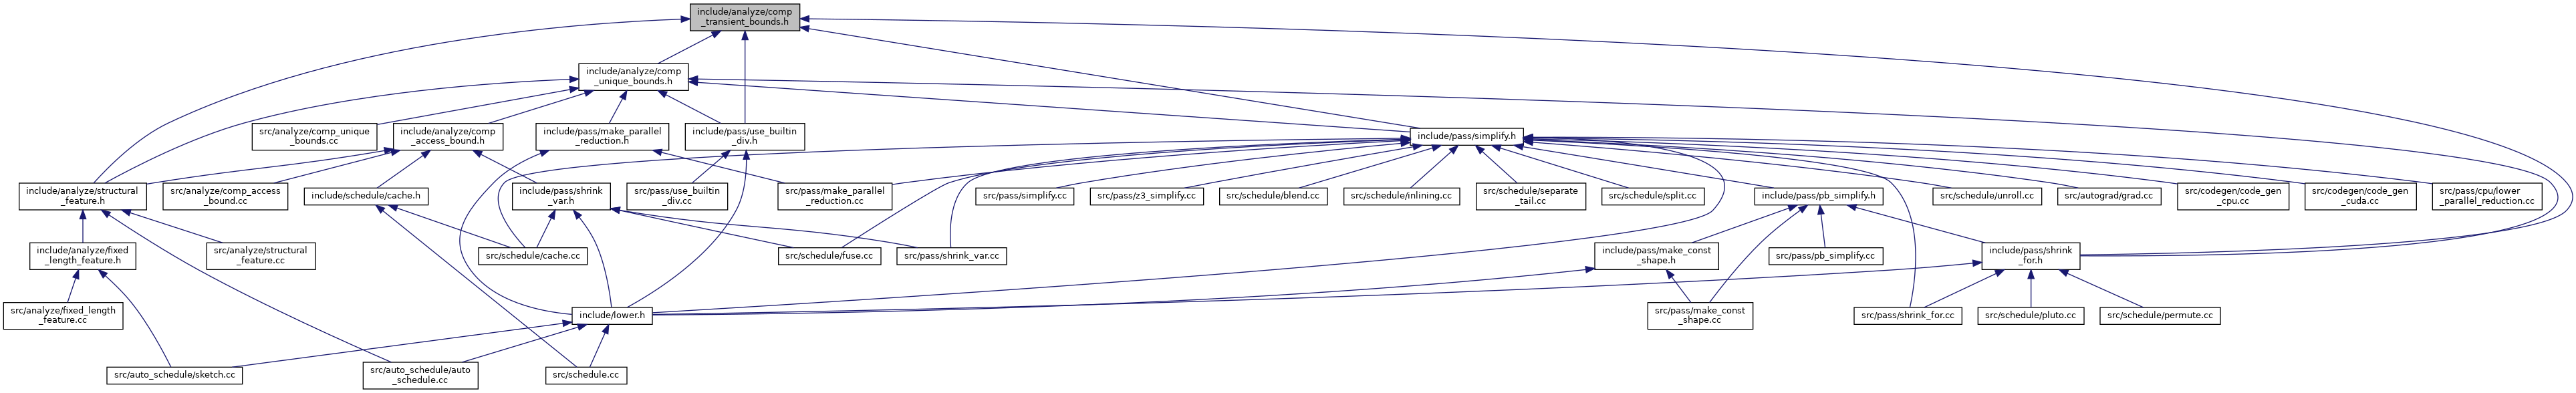 include/analyze/comp
_transient_bounds.h
include/analyze/comp
_unique_bounds.h
src/analyze/comp_unique
_bounds.cc
include/analyze/comp
_access_bound.h
include/pass/make_parallel
_reduction.h
include/pass/use_builtin
_div.h
include/pass/simplify.h
include/analyze/structural
_feature.h
src/analyze/comp_access
_bound.cc
include/schedule/cache.h
include/pass/shrink
_var.h
src/pass/use_builtin
_div.cc
src/pass/make_parallel
_reduction.cc
src/pass/simplify.cc
src/pass/z3_simplify.cc
src/schedule/blend.cc
src/schedule/inlining.cc
src/schedule/separate
_tail.cc
src/schedule/split.cc
include/pass/pb_simplify.h
src/schedule/unroll.cc
src/autograd/grad.cc
src/codegen/code_gen
_cpu.cc
src/codegen/code_gen
_cuda.cc
src/pass/cpu/lower
_parallel_reduction.cc
include/analyze/fixed
_length_feature.h
src/analyze/structural
_feature.cc
src/schedule/cache.cc
src/schedule/fuse.cc
src/pass/shrink_var.cc
include/pass/make_const
_shape.h
src/pass/pb_simplify.cc
include/pass/shrink
_for.h
src/analyze/fixed_length
_feature.cc
include/lower.h
src/pass/make_const
_shape.cc
src/pass/shrink_for.cc
src/schedule/pluto.cc
src/schedule/permute.cc
src/auto_schedule/sketch.cc
src/auto_schedule/auto
_schedule.cc
src/schedule.cc